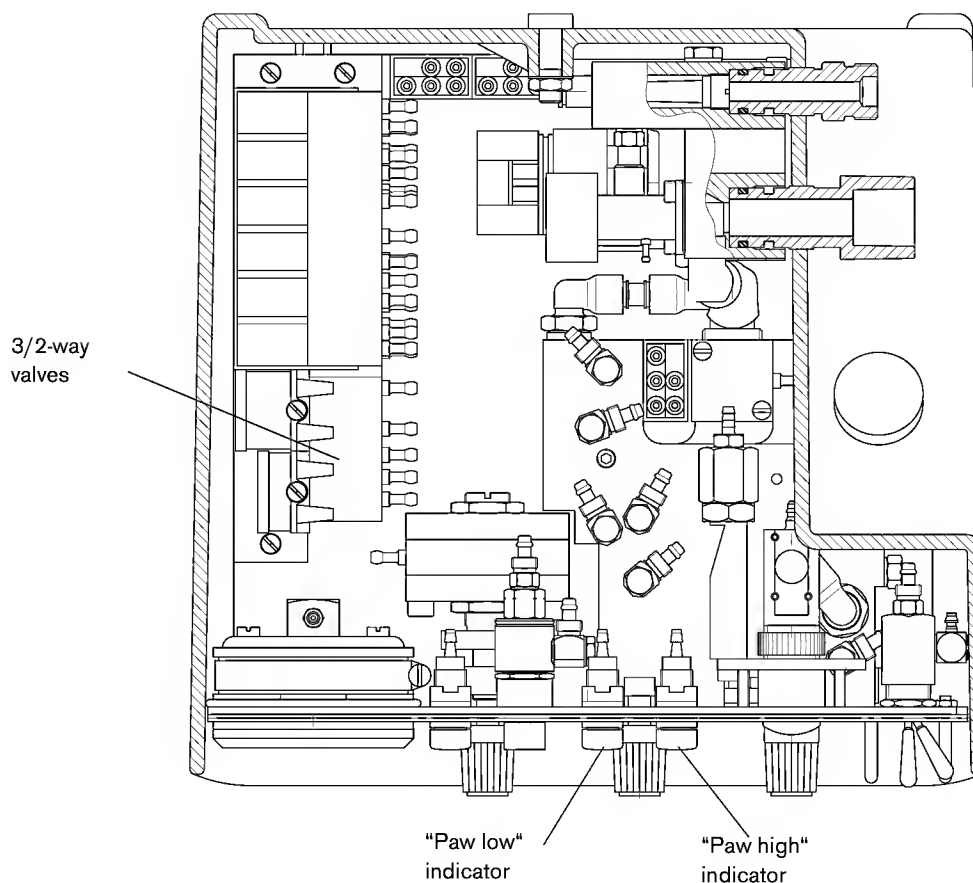 3/2-way
valves
“Paw low“
indicator
“Paw high“
indicator